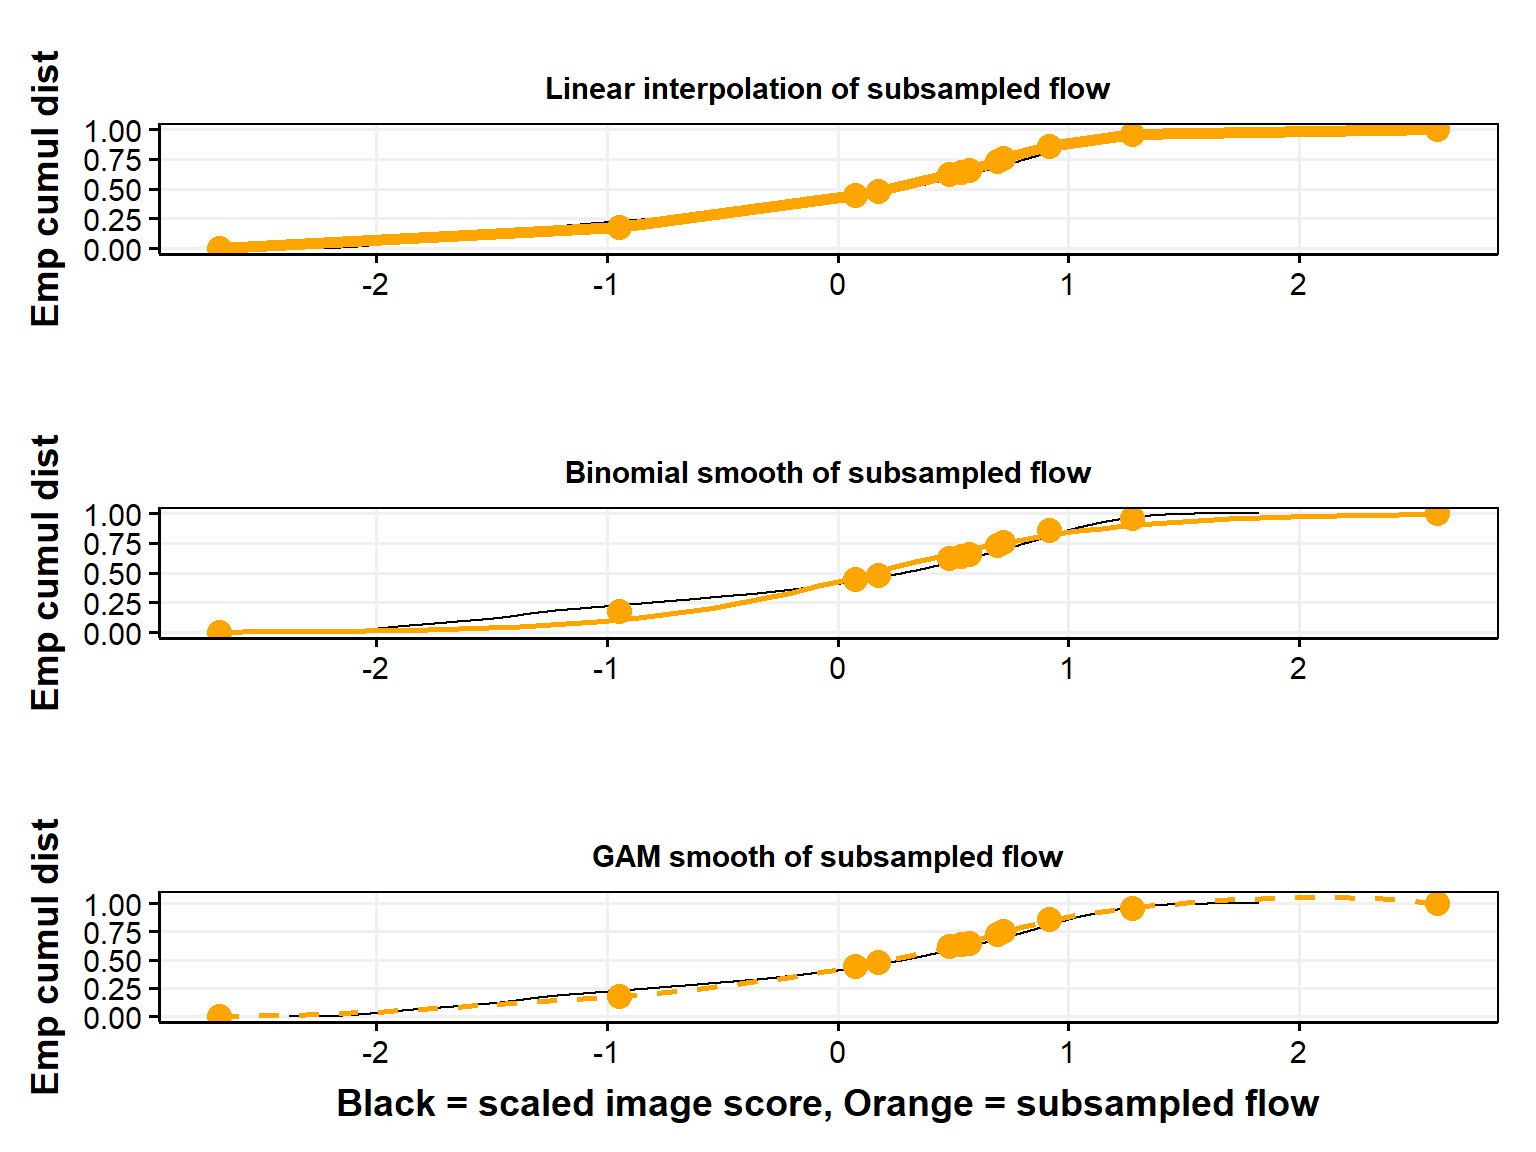 Linear interpolation of subsampled flow
Emp cumul dist
1.00
0.75
0.50
0.25
0.00
-2 -1 0 1 2
Binomial smooth of subsampled flow
Emp cumul dist
1.00
0.75
0.50
0.25
0.00
-2 -1 0 1 2
GAM smooth of subsampled flow
Emp cumul dist
1.00
0.75
0.50
0.25
0.00
-2 -1 0 1 2
Black = scaled image score, Orange = subsampled flow